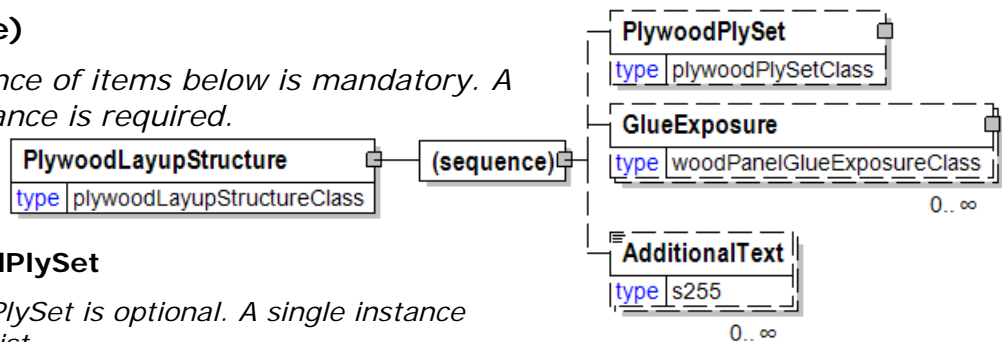 e)
nce of items below is mandatory. A
ance is required.
PlywoodPlySet
type plywoodPlySetClass
GlueExposure
type woodPanelGlueExposureClass
0.. ∞
PlywoodLayupStructure
type plywoodLayupStructureClass
(sequence)
AdditionalText
type s255
0.. ∞
dPlySet
PlySet is optional. A single instance